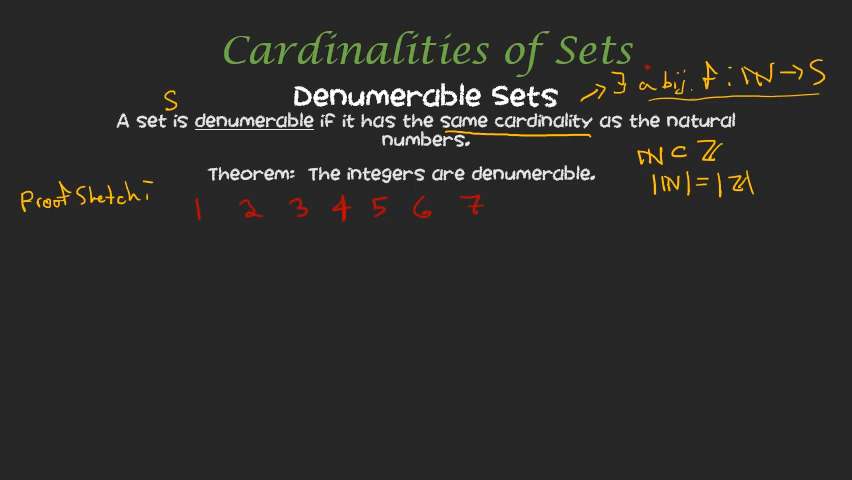 Cardinalities of Sets
Denumerable Sets
→ ∃ a bij. f : ℕ → S
S
A set is denumerable if it has the same cardinality as the natural
numbers.
ℕ ⊂ ℤ
Theorem: The integers are denumerable.
|ℕ| = |ℤ|
Proof Sketch:
1 2 3 4 5 6 7